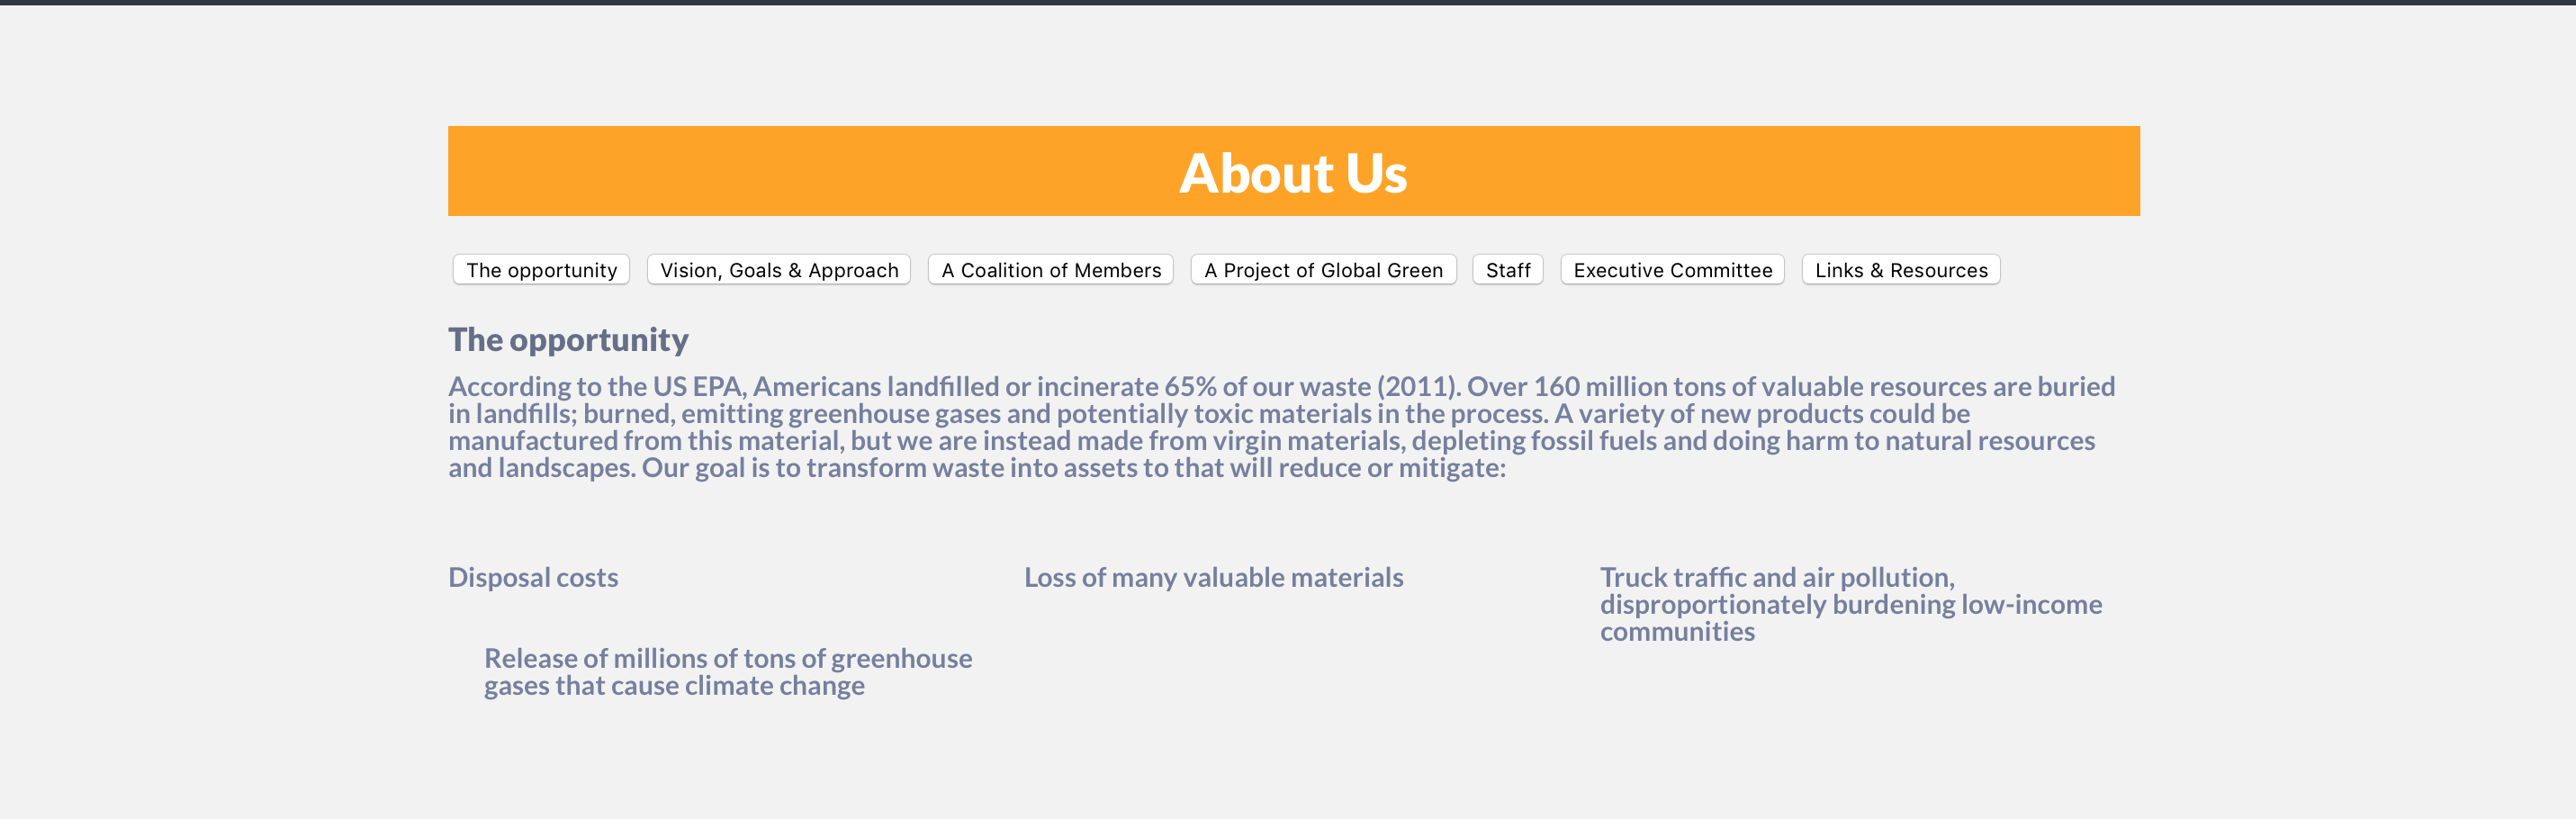 About Us
The opportunity
Vision, Goals & Approach
A Coalition of Members
A Project of Global Green
Staff
Executive Committee
Links & Resources
The opportunity
According to the US EPA, Americans landfilled or incinerate 65% of our waste (2011). Over 160 million tons of valuable resources are buried
in landfills; burned, emitting greenhouse gases and potentially toxic materials in the process. A variety of new products could be
manufactured from this material, but we are instead made from virgin materials, depleting fossil fuels and doing harm to natural resources
and landscapes. Our goal is to transform waste into assets to that will reduce or mitigate:
Disposal costs
Loss of many valuable materials
Truck traffic and air pollution,
disproportionately burdening low-income
communities
Release of millions of tons of greenhouse
gases that cause climate change